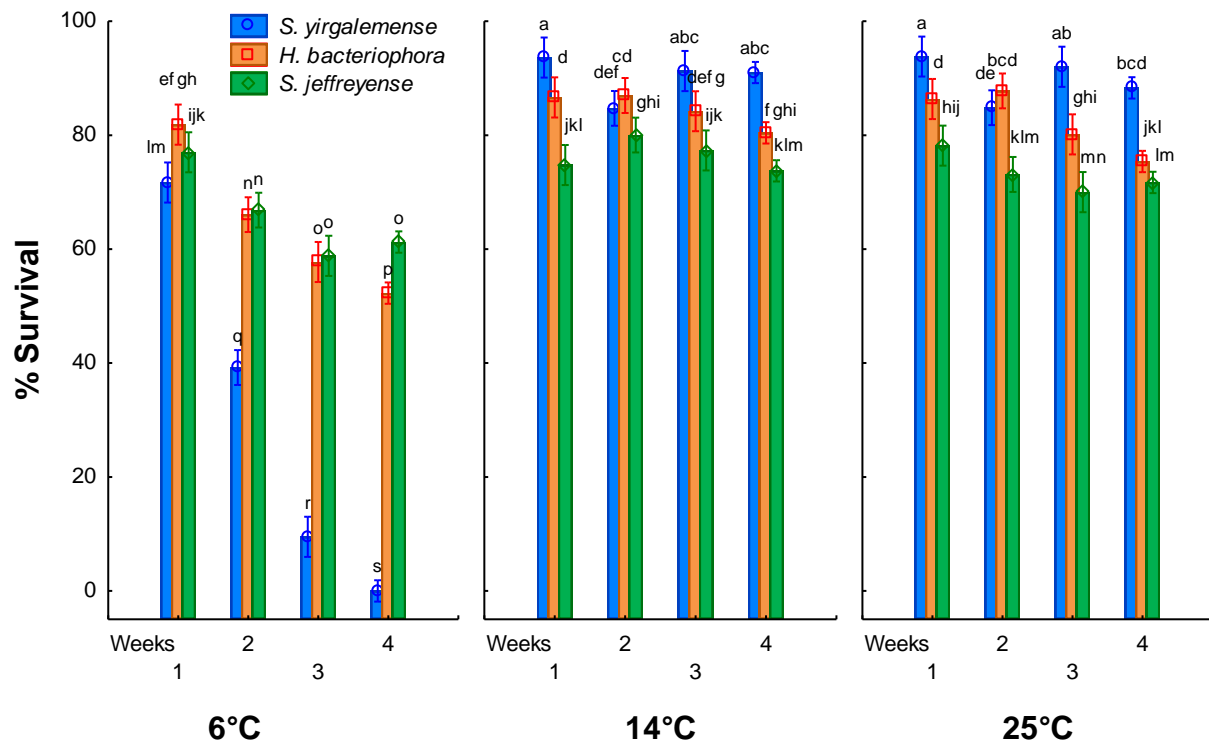 % Survival
100
80
60
40
20
0
S. yirgalemense
H. bacteriophora
S. jeffreyense
lm
ef gh
ijk
q
n n
r
o o
s
p
o
a
d
jkl
def
cd
ghi
abc
def g
ijk
abc
f ghi
klm
a
d
hij
de
bcd
klm
ab
ghi
mn
bcd
jkl
lm
Weeks 1 2 3 4
Weeks 1 2 3 4
Weeks 1 2 3 4
6°C
14°C
25°C